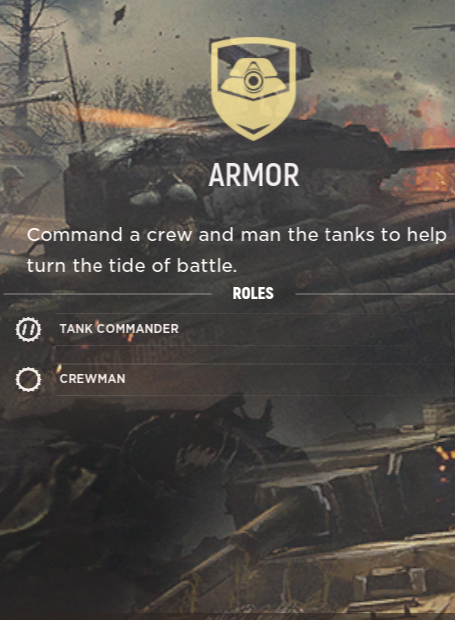 ARMOR
Command a crew and man the tanks to help
turn the tide of battle.
ROLES
TANK COMMANDER
CREWMAN